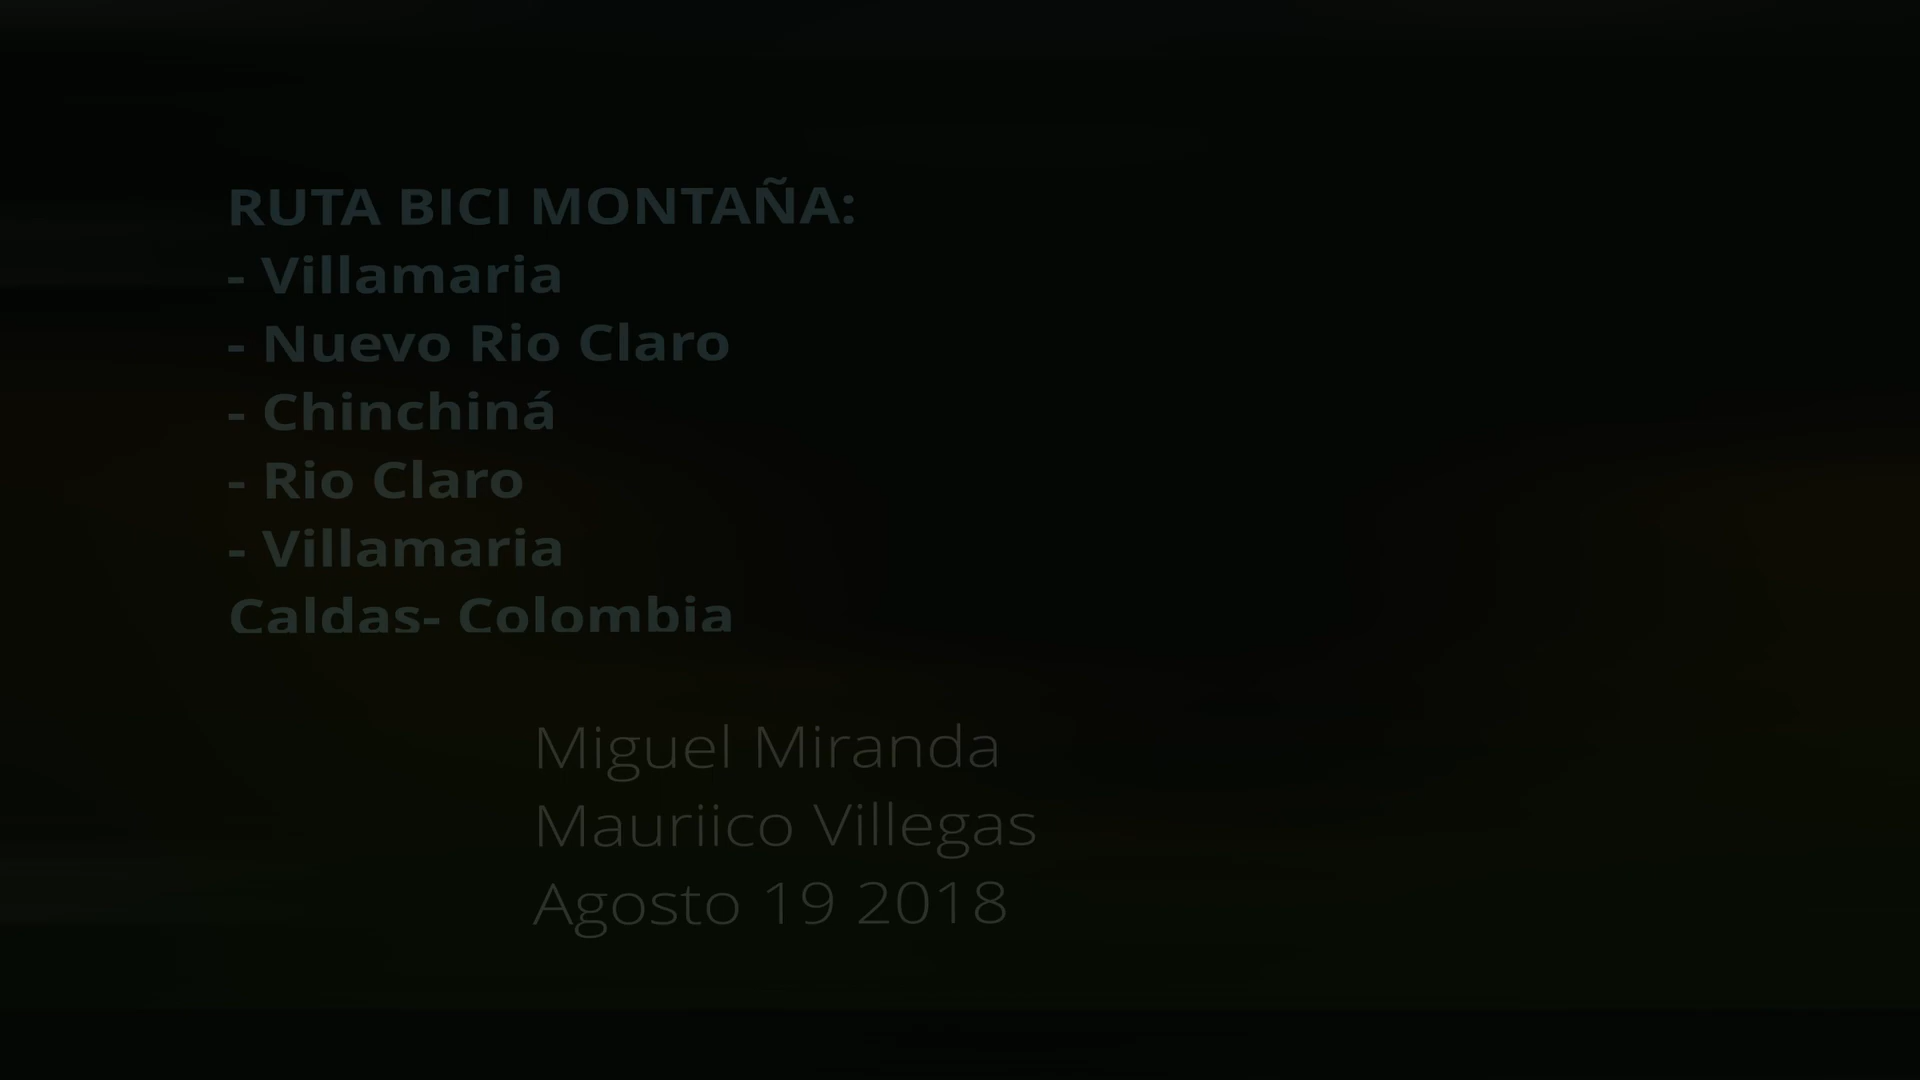 RUTA BICI MONTAÑA:
- Villamaria
- Nuevo Rio Claro
- Chinchiná
- Rio Claro
- Villamaria
Caldas- Colombia
Miguel Miranda
Mauriico Villegas
Agosto 19 2018